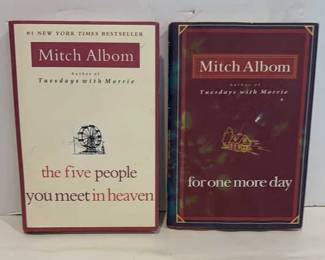 #1 NEW YORK TIMES BESTSELLER
Mitch Albom
author of
Tuesdays with Morrie
the five people
you meet in heaven
Mitch Albom
author of
Tuesdays with Morrie
for one more day